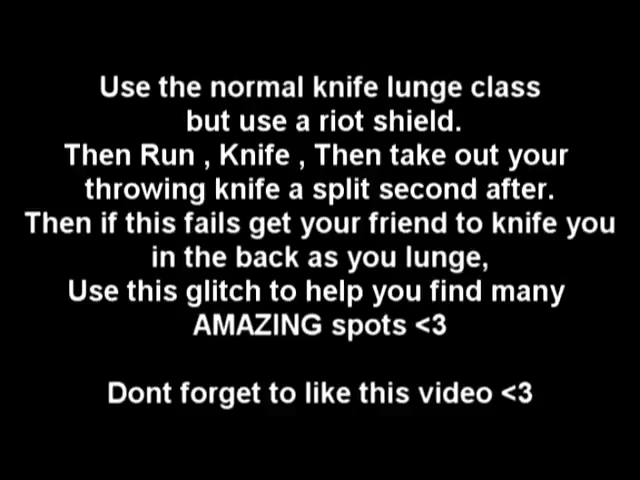 Use the normal knife lunge class
but use a riot shield.
Then Run , Knife , Then take out your
throwing knife a split second after.
Then if this fails get your friend to knife you
in the back as you lunge,
Use this glitch to help you find many
AMAZING spots <3
Dont forget to like this video <3